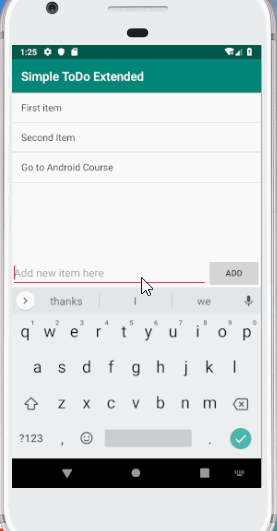 1:25
Simple ToDo Extended
First item
Second Item
Go to Android Course
Add new item here
ADD
thanks I we
1 2 3 4 5 6 7 8 9 0
q w e r t y u i o p
a s d f g h j k l
z x c v b n m
?123 , .